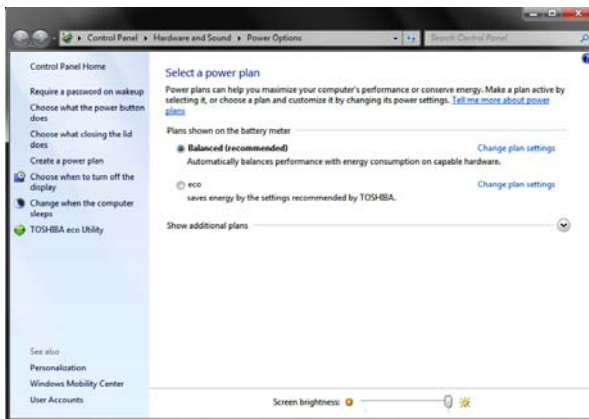 Control Panel ▸ Hardware and Sound ▸ Power Options
Search Control Panel
Control Panel Home
Require a password on wakeup
Choose what the power button
does
Choose what closing the lid
does
Create a power plan
Choose when to turn off the
display
Change when the computer
sleeps
TOSHIBA eco Utility
See also
Personalization
Windows Mobility Center
User Accounts
Select a power plan
Power plans can help you maximize your computer's performance or conserve energy. Make a plan active by
selecting it, or choose a plan and customize it by changing its power settings. Tell me more about power
plans
Plans shown on the battery meter
Balanced (recommended) Change plan settings
Automatically balances performance with energy consumption on capable hardware.
eco Change plan settings
saves energy by the settings recommended by TOSHIBA.
Show additional plans
Screen brightness: